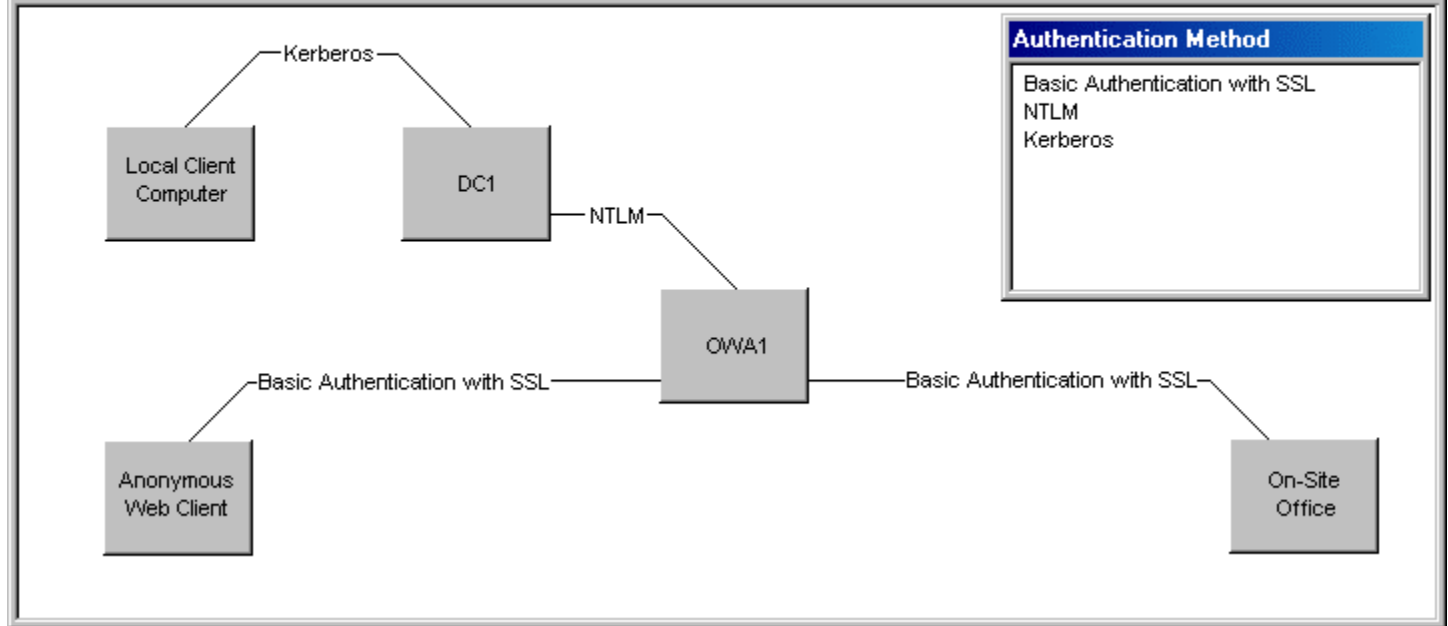 Kerberos
Authentication Method
Basic Authentication with SSL
NTLM
Kerberos
Local Client
Computer
DC1
NTLM
OWA1
Basic Authentication with SSL
Basic Authentication with SSL
Anonymous
Web Client
On-Site
Office